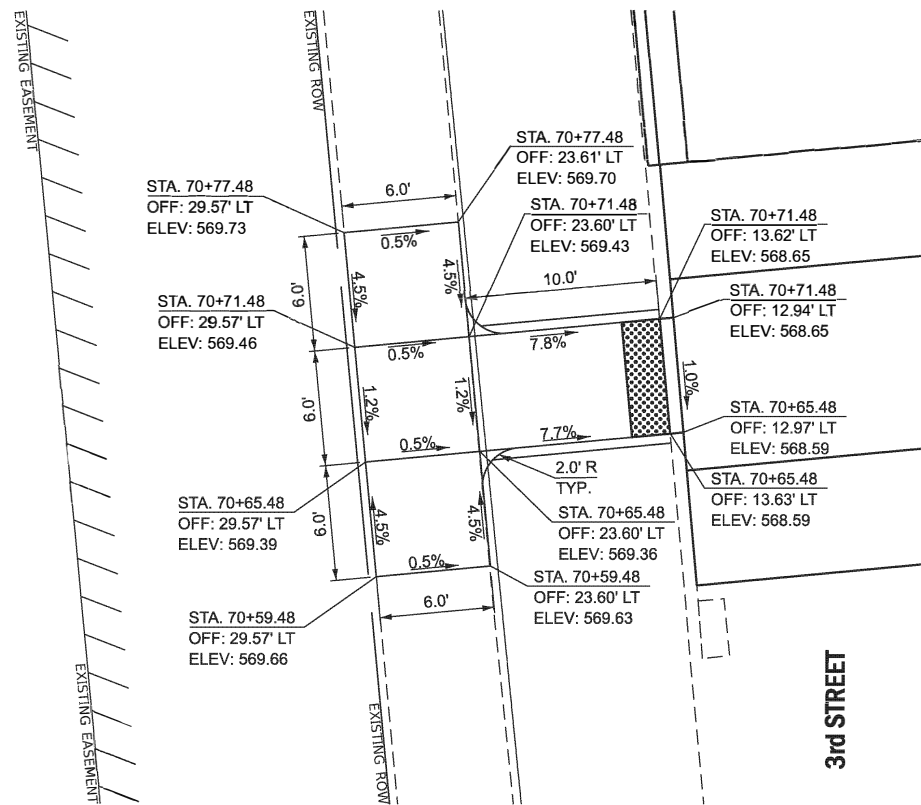 EXISTING EASEMENT
EXISTING ROW
STA. 70+77.48
OFF: 23.61' LT
ELEV: 569.70
STA. 70+77.48
OFF: 29.57' LT
ELEV: 569.73
6.0'
0.5%
STA. 70+71.48
OFF: 23.60' LT
ELEV: 569.43
STA. 70+71.48
OFF: 13.62' LT
ELEV: 568.65
6.0'
4.5%
4.5%
10.0'
STA. 70+71.48
OFF: 29.57' LT
ELEV: 569.46
STA. 70+71.48
OFF: 12.94' LT
ELEV: 568.65
0.5%
7.8%
6.0'
1.2%
1.2%
1.0%
0.5%
7.7%
STA. 70+65.48
OFF: 12.97' LT
ELEV: 568.59
2.0' R
TYP.
STA. 70+65.48
OFF: 13.63' LT
ELEV: 568.59
STA. 70+65.48
OFF: 29.57' LT
ELEV: 569.39
6.0'
4.5%
4.5%
STA. 70+65.48
OFF: 23.60' LT
ELEV: 569.36
0.5%
STA. 70+59.48
OFF: 23.60' LT
ELEV: 569.63
6.0'
STA. 70+59.48
OFF: 29.57' LT
ELEV: 569.66
EXISTING EASEMENT
EXISTING ROW
3rd STREET